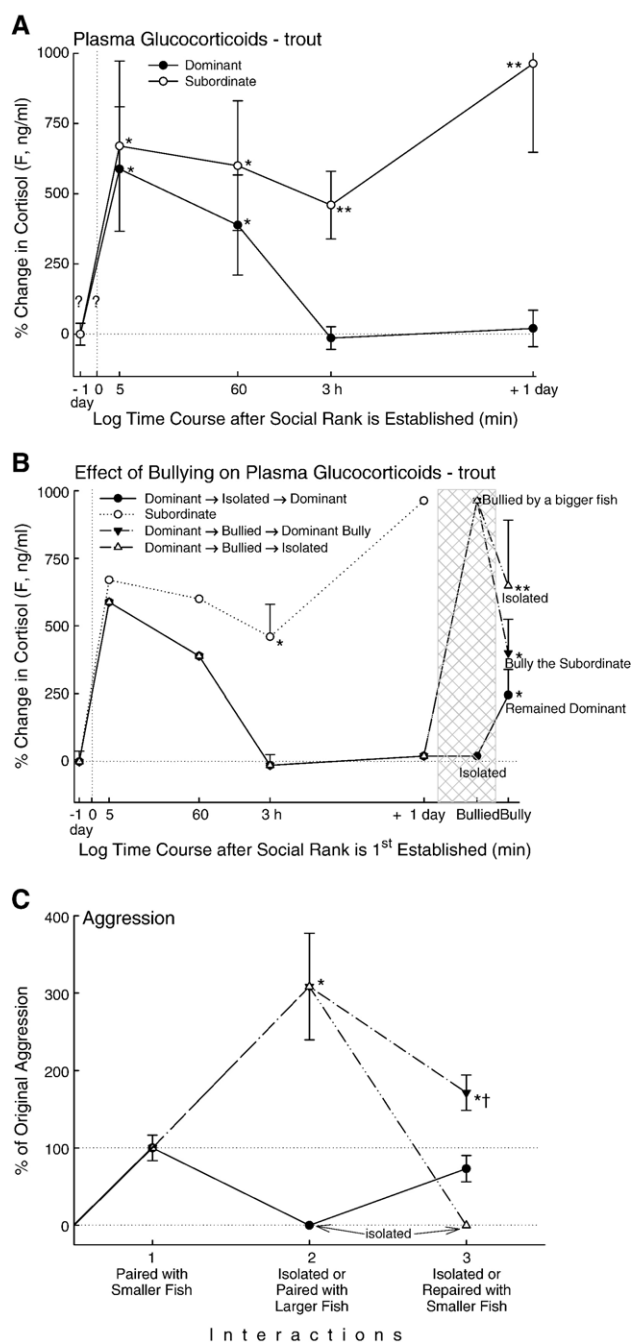 A
Plasma Glucocorticoids - trout
Dominant
Subordinate
% Change in Cortisol (F, ng/ml)
1000
750
500
250
0
**
*
*
*
*
**
? ?
- 1 0 5 60 3 h + 1 day
day
Log Time Course after Social Rank is Established (min)
B
Effect of Bullying on Plasma Glucocorticoids - trout
Dominant → Isolated → Dominant
Subordinate
Dominant → Bullied → Dominant Bully
Dominant → Bullied → Isolated
% Change in Cortisol (F, ng/ml)
1000
750
500
250
0
Bullied by a bigger fish
**
Isolated
*
*
Bully the Subordinate
*
Remained Dominant
Isolated
-1 0 5 60 3 h + 1 day Bullied Bully
day
Log Time Course after Social Rank is 1st Established (min)
C
Aggression
% of Original Aggression
400
300
200
100
0
*
*†
isolated
1 2 3
Paired with Isolated or Isolated or
Smaller Fish Paired with Repaired with
Larger Fish Smaller Fish
Interactions